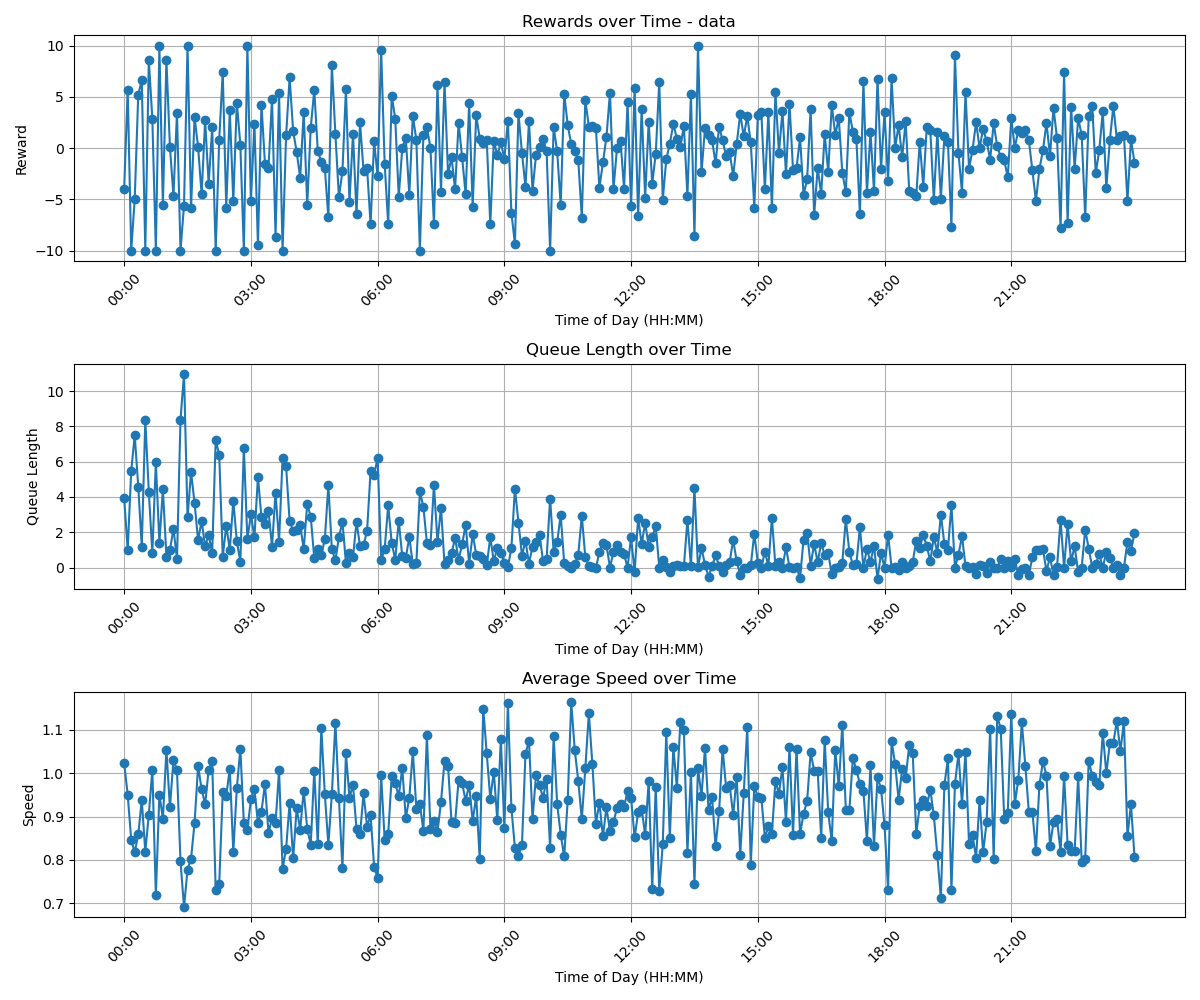 Rewards over Time - data
Reward
10
5
0
−5
−10
00:00 03:00 06:00 09:00 12:00 15:00 18:00 21:00
Time of Day (HH:MM)
Queue Length over Time
Queue Length
10
8
6
4
2
0
00:00 03:00 06:00 09:00 12:00 15:00 18:00 21:00
Time of Day (HH:MM)
Average Speed over Time
Speed
1.1
1.0
0.9
0.8
0.7
00:00 03:00 06:00 09:00 12:00 15:00 18:00 21:00
Time of Day (HH:MM)